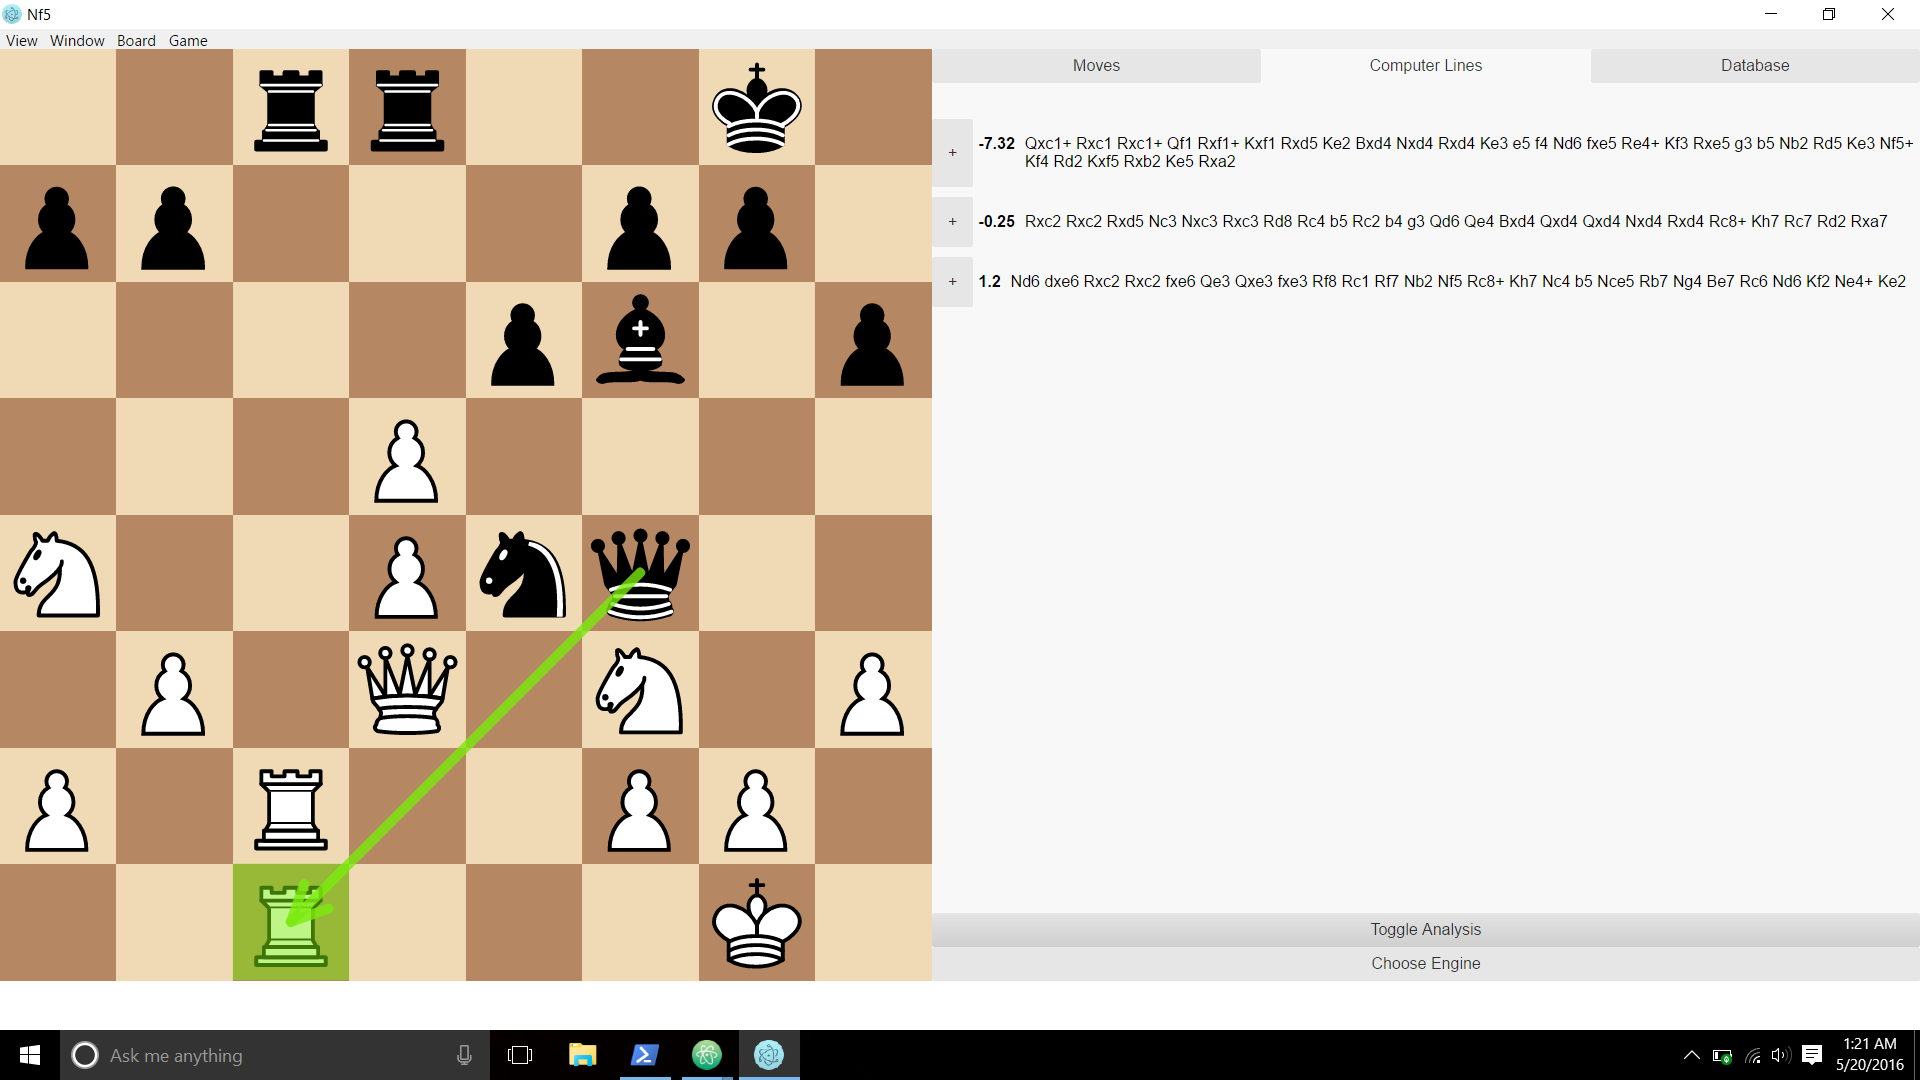 Nf5
View Window Board Game
Moves Computer Lines Database
+ -7.32 Qxc1+ Rxc1 Rxc1+ Qf1 Rxf1+ Kxf1 Rxd5 Ke2 Bxd4 Nxd4 Rxd4 Ke3 e5 f4 Nd6 fxe5 Re4+ Kf3 Rxe5 g3 b5 Nb2 Rd5 Ke3 Nf5+
Kf4 Rd2 Kxf5 Rxb2 Ke5 Rxa2
+ -0.25 Rxc2 Rxc2 Rxd5 Nc3 Nxc3 Rxc3 Rd8 Rc4 b5 Rc2 b4 g3 Qd6 Qe4 Bxd4 Qxd4 Qxd4 Nxd4 Rxd4 Rc8+ Kh7 Rc7 Rd2 Rxa7
+ 1.2 Nd6 dxe6 Rxc2 Rxc2 fxe6 Qe3 Qxe3 fxe3 Rf8 Rc1 Rf7 Nb2 Nf5 Rc8+ Kh7 Nc4 b5 Nce5 Rb7 Ng4 Be7 Rc6 Nd6 Kf2 Ne4+ Ke2
Toggle Analysis
Choose Engine
Ask me anything
1:21 AM
5/20/2016